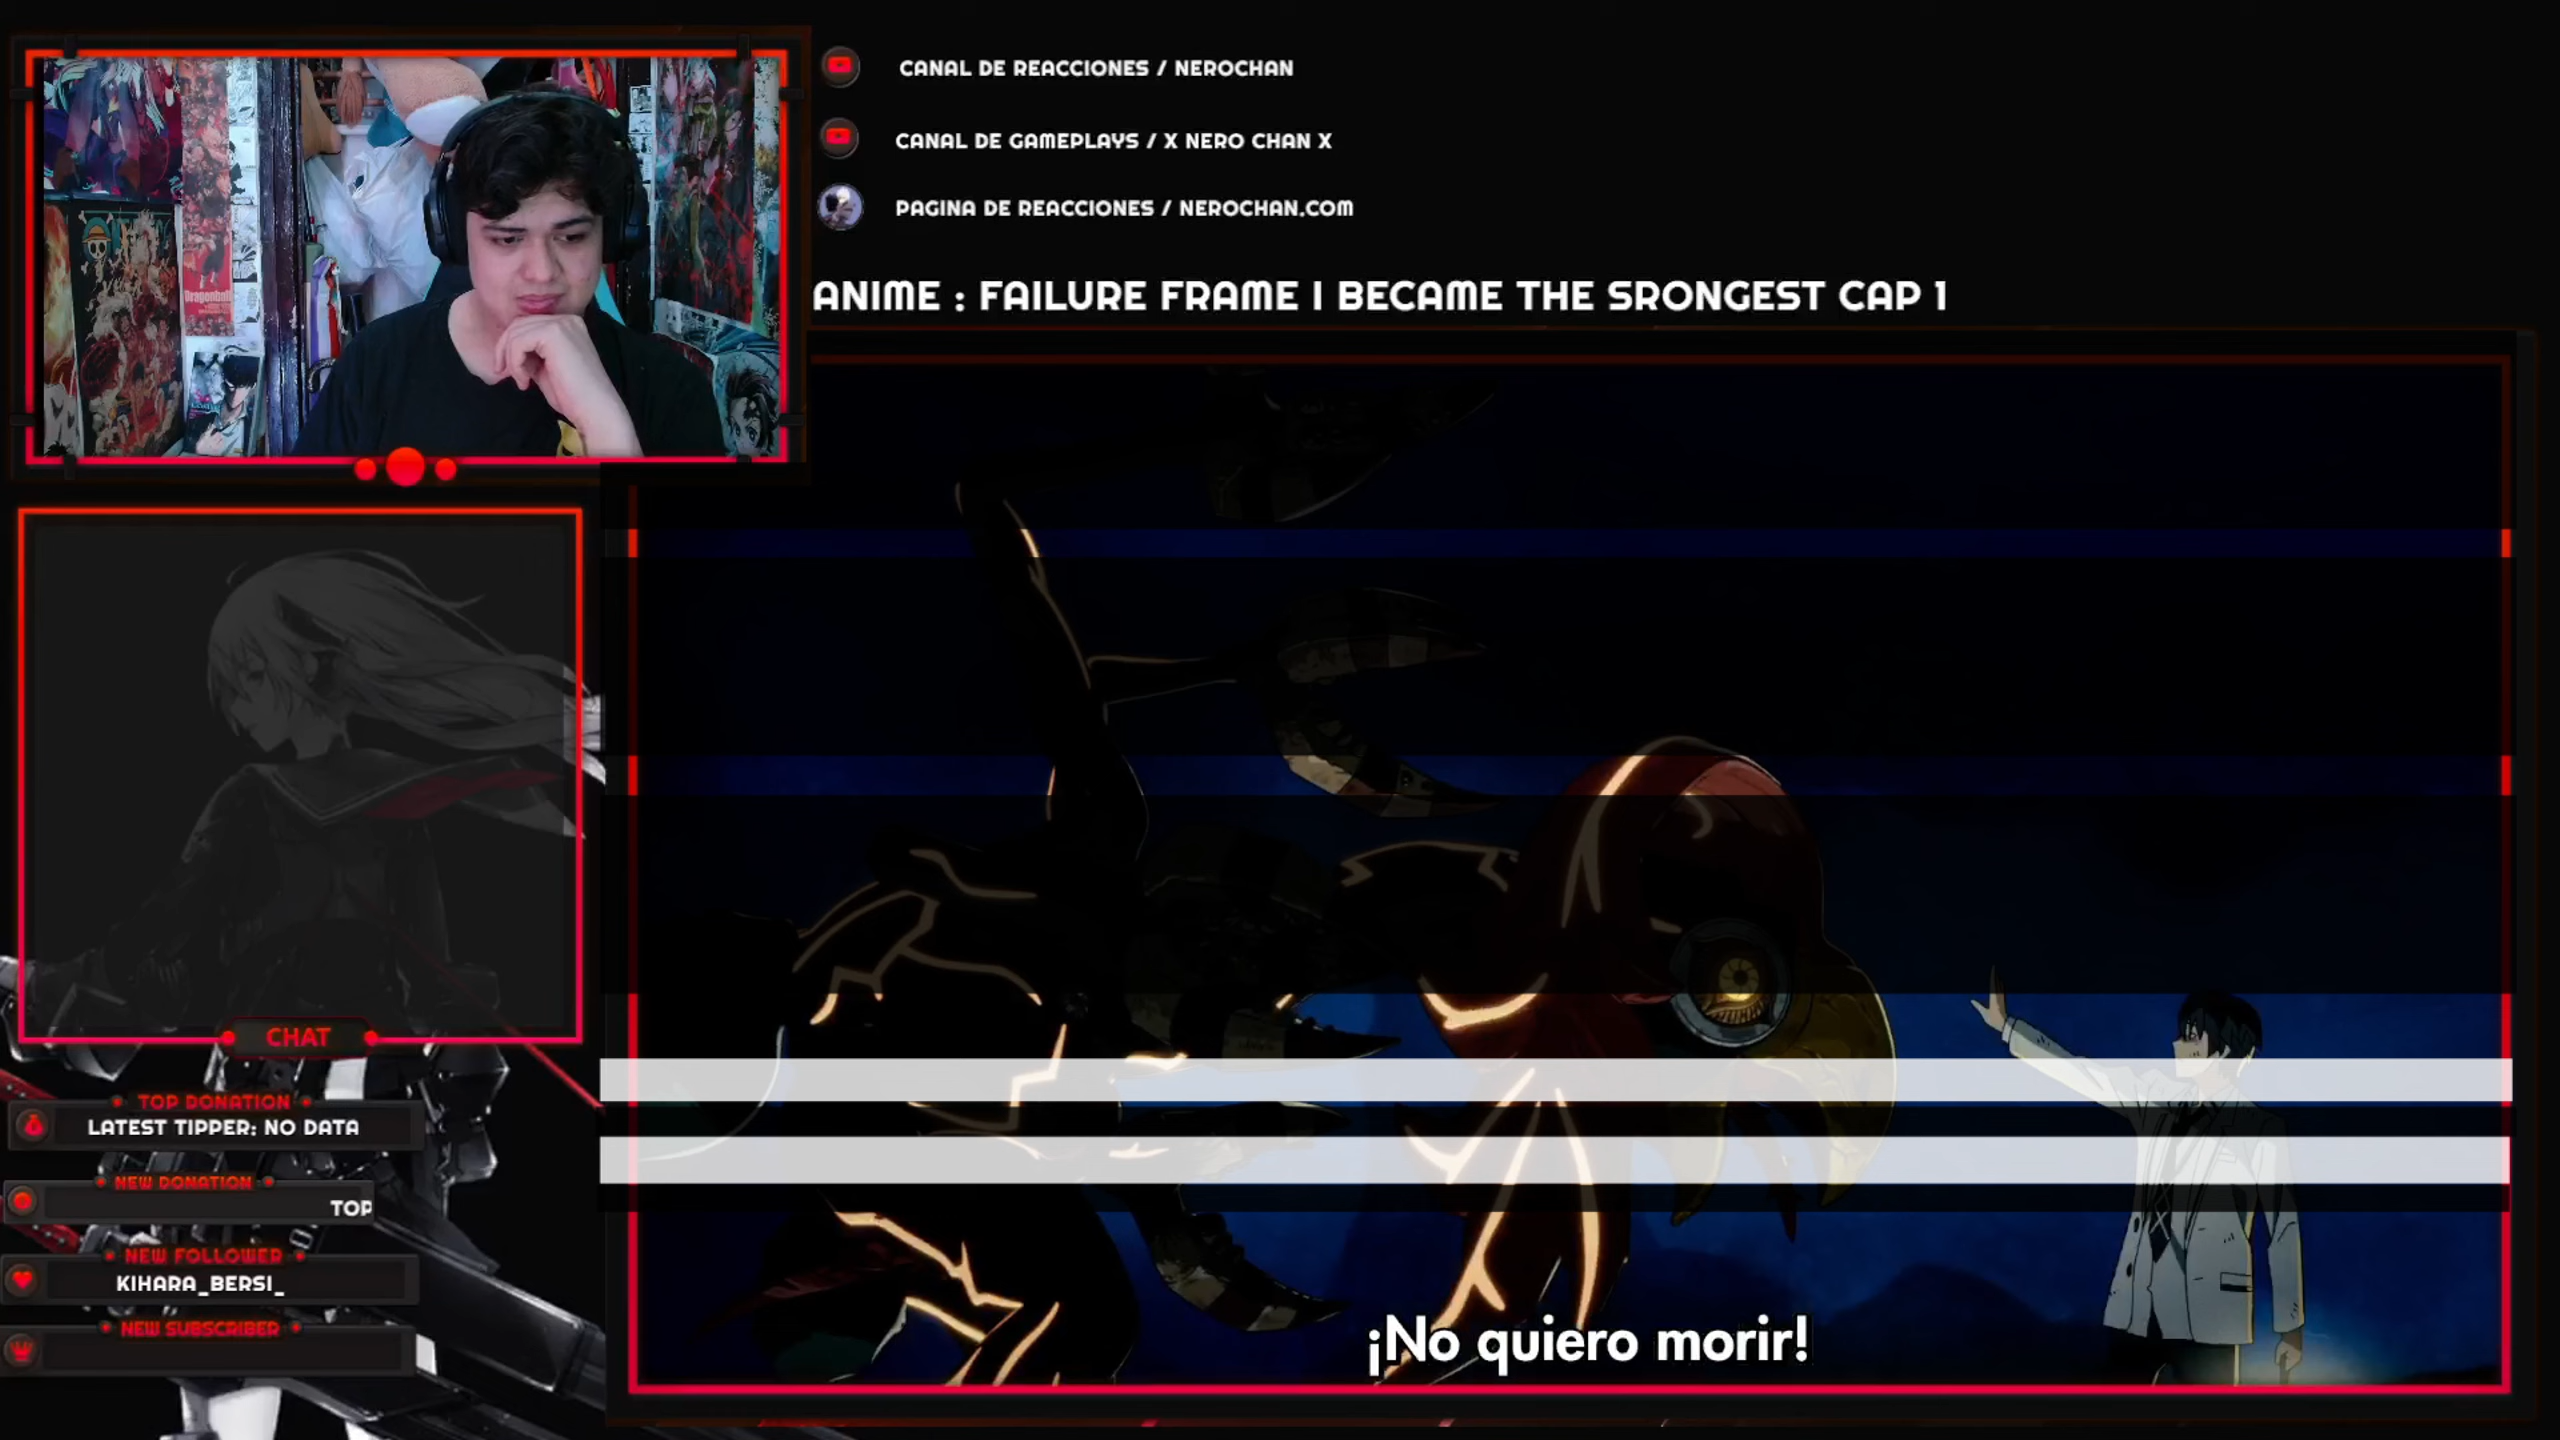 CANAL DE REACCIONES / NEROCHAN
CANAL DE GAMEPLAYS / X NERO CHAN X
PAGINA DE REACCIONES / NEROCHAN.COM
ANIME : FAILURE FRAME I BECAME THE SRONGEST CAP 1
Dragonball
CHAT
TOP DONATION
LATEST TIPPER: NO DATA
NEW DONATION
TOP
NEW FOLLOWER
KIHARA_BERSI_
NEW SUBSCRIBER
¡No quiero morir!